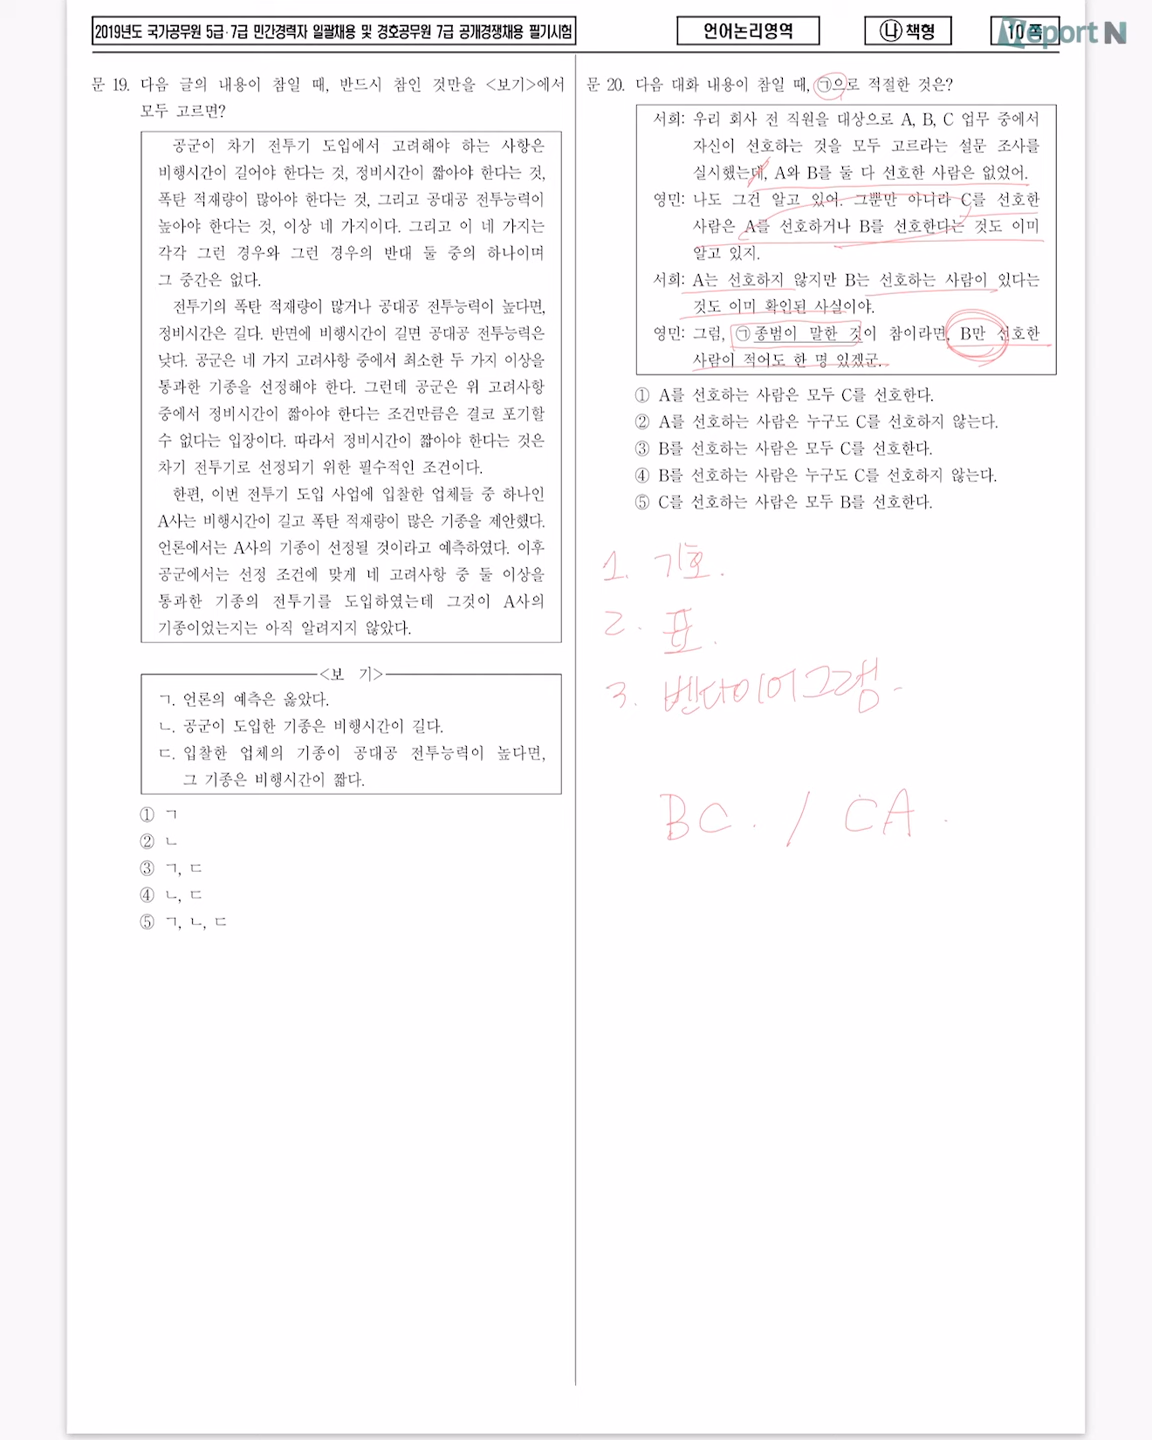 2019년도 국가공무원 5급·7급 민간경력자 일괄채용 및 경호공무원 7급 공개경쟁채용 필기시험
언어논리영역
㉯ 책형
10 쪽
Report N
문 19. 다음 글의 내용이 참일 때, 반드시 참인 것만을 <보기>에서
모두 고르면?
공군이 차기 전투기 도입에서 고려해야 하는 사항은
비행시간이 길어야 한다는 것, 정비시간이 짧아야 한다는 것,
폭탄 적재량이 많아야 한다는 것, 그리고 공대공 전투능력이
높아야 한다는 것, 이상 네 가지이다. 그리고 이 네 가지는
각각 그런 경우와 그런 경우의 반대 둘 중의 하나이며
그 중간은 없다.
전투기의 폭탄 적재량이 많거나 공대공 전투능력이 높다면,
정비시간은 길다. 반면에 비행시간이 길면 공대공 전투능력은
낮다. 공군은 네 가지 고려사항 중에서 최소한 두 가지 이상을
통과한 기종을 선정해야 한다. 그런데 공군은 위 고려사항
중에서 정비시간이 짧아야 한다는 조건만큼은 결코 포기할
수 없다는 입장이다. 따라서 정비시간이 짧아야 한다는 것은
차기 전투기로 선정되기 위한 필수적인 조건이다.
한편, 이번 전투기 도입 사업에 입찰한 업체들 중 하나인
A사는 비행시간이 길고 폭탄 적재량이 많은 기종을 제안했다.
언론에서는 A사의 기종이 선정될 것이라고 예측하였다. 이후
공군에서는 선정 조건에 맞게 네 고려사항 중 둘 이상을
통과한 기종의 전투기를 도입하였는데 그것이 A사의
기종이었는지는 아직 알려지지 않았다.
<보 기>
ㄱ. 언론의 예측은 옳았다.
ㄴ. 공군이 도입한 기종은 비행시간이 길다.
ㄷ. 입찰한 업체의 기종이 공대공 전투능력이 높다면,
그 기종은 비행시간이 짧다.
① ㄱ
② ㄴ
③ ㄱ, ㄷ
④ ㄴ, ㄷ
⑤ ㄱ, ㄴ, ㄷ
문 20. 다음 대화 내용이 참일 때, ㉠으로 적절한 것은?
서희: 우리 회사 전 직원을 대상으로 A, B, C 업무 중에서
자신이 선호하는 것을 모두 고르라는 설문 조사를
실시했는데, A와 B를 둘 다 선호한 사람은 없었어.
영민: 나도 그건 알고 있어. 그뿐만 아니라 C를 선호한
사람은 A를 선호하거나 B를 선호한다는 것도 이미
알고 있지.
서희: A는 선호하지 않지만 B는 선호하는 사람이 있다는
것도 이미 확인된 사실이야.
영민: 그럼, ㉠종범이 말한 것이 참이라면, B만 선호한
사람이 적어도 한 명 있겠군.
① A를 선호하는 사람은 모두 C를 선호한다.
② A를 선호하는 사람은 누구도 C를 선호하지 않는다.
③ B를 선호하는 사람은 모두 C를 선호한다.
④ B를 선호하는 사람은 누구도 C를 선호하지 않는다.
⑤ C를 선호하는 사람은 모두 B를 선호한다.
1. 기호.
2. 표.
3. 벤다이어그램.
BC. / CA.